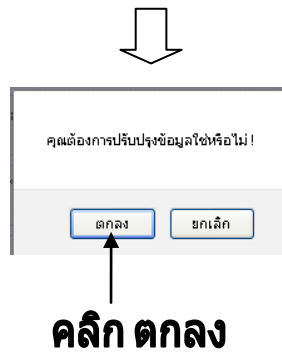 คุณต้องการปรับปรุงข้อมูลใช่หรือไม่ !
ตกลง ยกเลิก
คลิก ตกลง